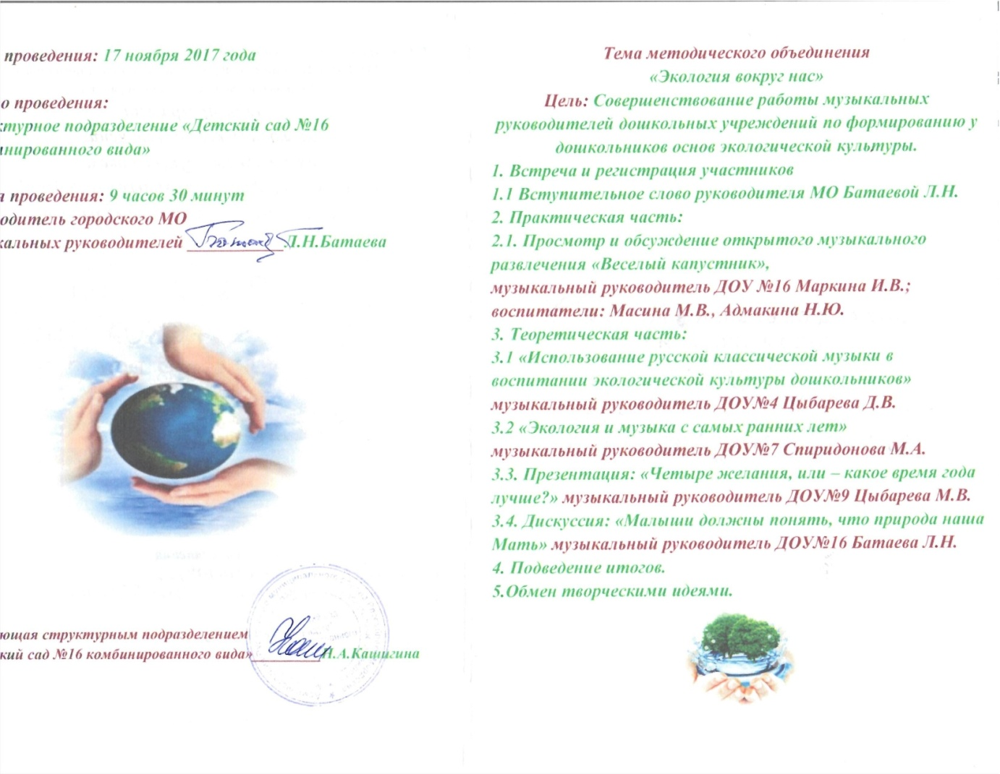 проведения: 17 ноября 2017 года
о проведения:
ктурное подразделение «Детский сад №16
инированного вида»
я проведения: 9 часов 30 минут
водитель городского МО
кальных руководителей Л.Н.Батаева
ющая структурным подразделением
кий сад №16 комбинированного вида» Н.А.Кашигина
Тема методического объединения
«Экология вокруг нас»
Цель: Совершенствование работы музыкальных
руководителей дошкольных учреждений по формированию у
дошкольников основ экологической культуры.
1. Встреча и регистрация участников
1.1 Вступительное слово руководителя МО Батаевой Л.Н.
2. Практическая часть:
2.1. Просмотр и обсуждение открытого музыкального
развлечения «Веселый капустник»,
музыкальный руководитель ДОУ №16 Маркина И.В.;
воспитатели: Масина М.В., Адмакина Н.Ю.
3. Теоретическая часть:
3.1 «Использование русской классической музыки в
воспитании экологической культуры дошкольников»
музыкальный руководитель ДОУ№4 Цыбарева Д.В.
3.2 «Экология и музыка с самых ранних лет»
музыкальный руководитель ДОУ№7 Спиридонова М.А.
3.3. Презентация: «Четыре желания, или – какое время года
лучше?» музыкальный руководитель ДОУ№9 Цыбарева М.В.
3.4. Дискуссия: «Малыши должны понять, что природа наша
Мать» музыкальный руководитель ДОУ№16 Батаева Л.Н.
4. Подведение итогов.
5.Обмен творческими идеями.